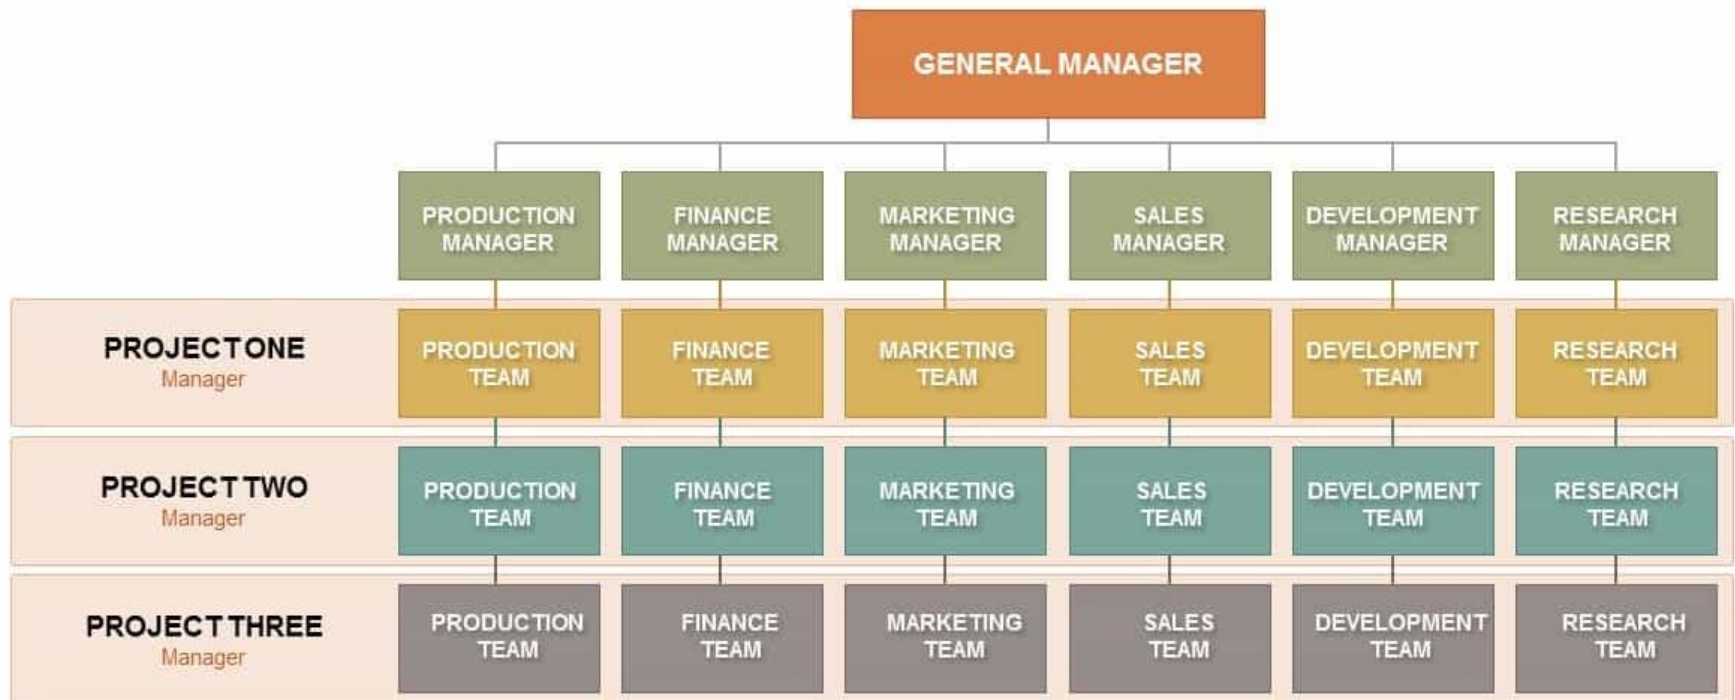 GENERAL MANAGER
PRODUCTION
MANAGER
FINANCE
MANAGER
MARKETING
MANAGER
SALES
MANAGER
DEVELOPMENT
MANAGER
RESEARCH
MANAGER
PROJECT ONE
Manager
PRODUCTION
TEAM
FINANCE
TEAM
MARKETING
TEAM
SALES
TEAM
DEVELOPMENT
TEAM
RESEARCH
TEAM
PROJECT TWO
Manager
PRODUCTION
TEAM
FINANCE
TEAM
MARKETING
TEAM
SALES
TEAM
DEVELOPMENT
TEAM
RESEARCH
TEAM
PROJECT THREE
Manager
PRODUCTION
TEAM
FINANCE
TEAM
MARKETING
TEAM
SALES
TEAM
DEVELOPMENT
TEAM
RESEARCH
TEAM